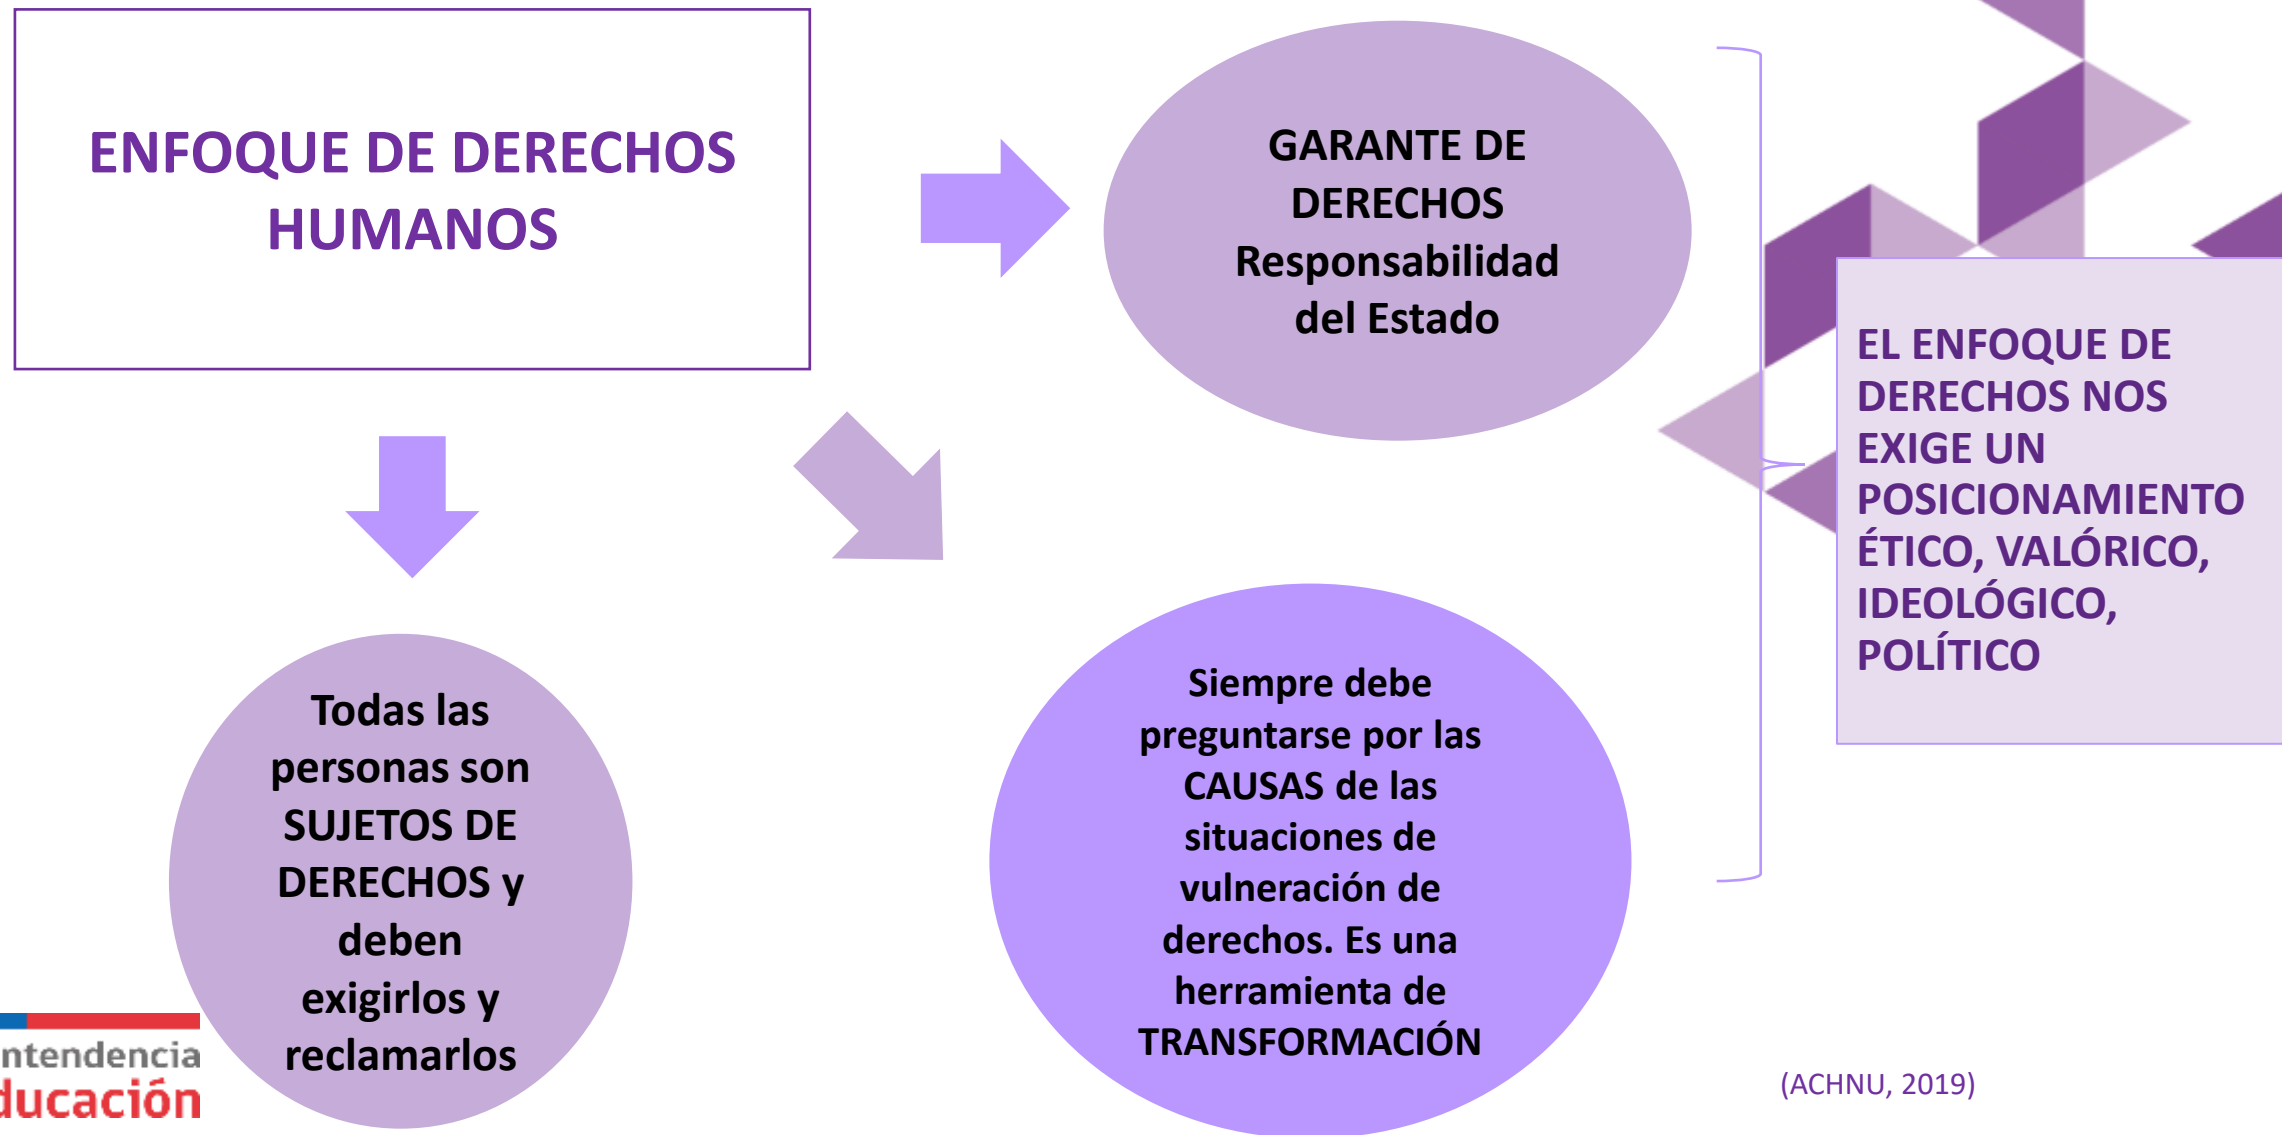 ENFOQUE DE DERECHOS
HUMANOS
GARANTE DE
DERECHOS
Responsabilidad
del Estado
EL ENFOQUE DE
DERECHOS NOS
EXIGE UN
POSICIONAMIENTO
ÉTICO, VALÓRICO,
IDEOLÓGICO,
POLÍTICO
Todas las
personas son
SUJETOS DE
DERECHOS y
deben
exigirlos y
reclamarlos
Siempre debe
preguntarse por las
CAUSAS de las
situaciones de
vulneración de
derechos. Es una
herramienta de
TRANSFORMACIÓN
ntendencia
ducación
(ACHNU, 2019)